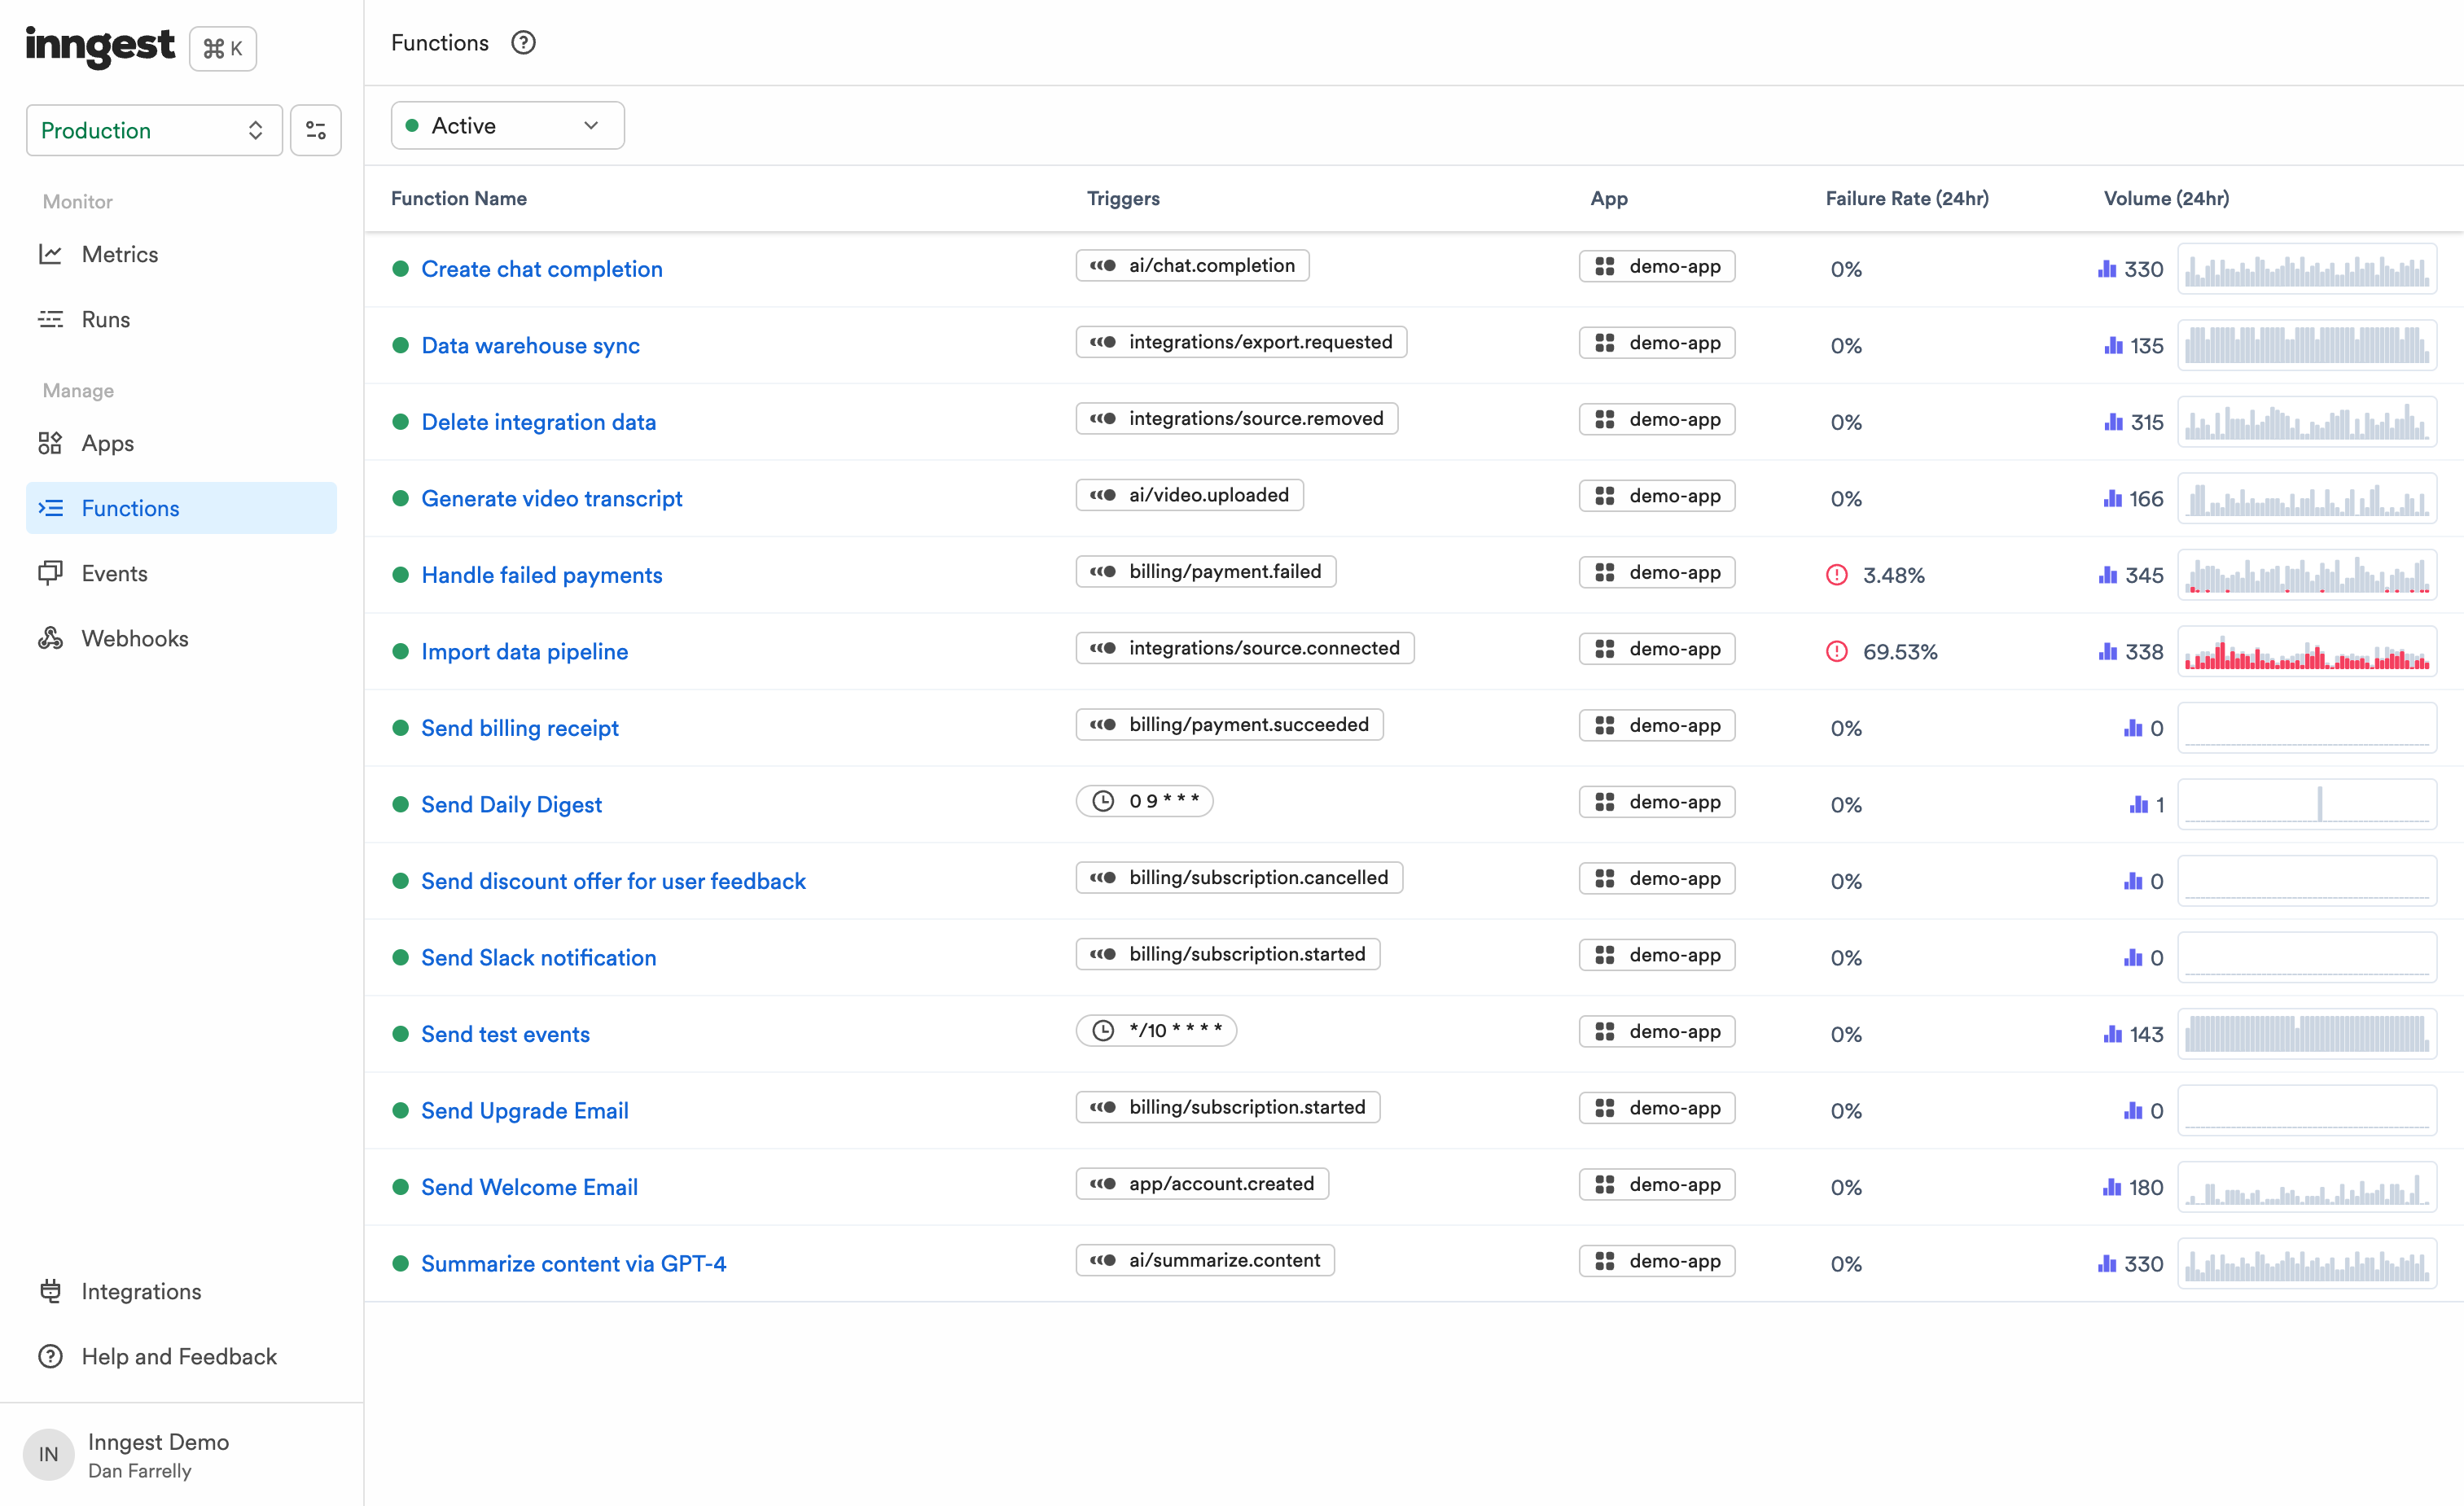 inngest ⌘ K
Production
Monitor
Metrics
Runs
Manage
Apps
Functions
Events
Webhooks
Integrations
Help and Feedback
IN
Inngest Demo
Dan Farrelly
Functions
Active
Function Name Triggers App Failure Rate (24hr) Volume (24hr)
Create chat completion ai/chat.completion demo-app 0% 330
Data warehouse sync integrations/export.requested demo-app 0% 135
Delete integration data integrations/source.removed demo-app 0% 315
Generate video transcript ai/video.uploaded demo-app 0% 166
Handle failed payments billing/payment.failed demo-app 3.48% 345
Import data pipeline integrations/source.connected demo-app 69.53% 338
Send billing receipt billing/payment.succeeded demo-app 0% 0
Send Daily Digest 0 9 * * * demo-app 0% 1
Send discount offer for user feedback billing/subscription.cancelled demo-app 0% 0
Send Slack notification billing/subscription.started demo-app 0% 0
Send test events */10 * * * * demo-app 0% 143
Send Upgrade Email billing/subscription.started demo-app 0% 0
Send Welcome Email app/account.created demo-app 0% 180
Summarize content via GPT-4 ai/summarize.content demo-app 0% 330